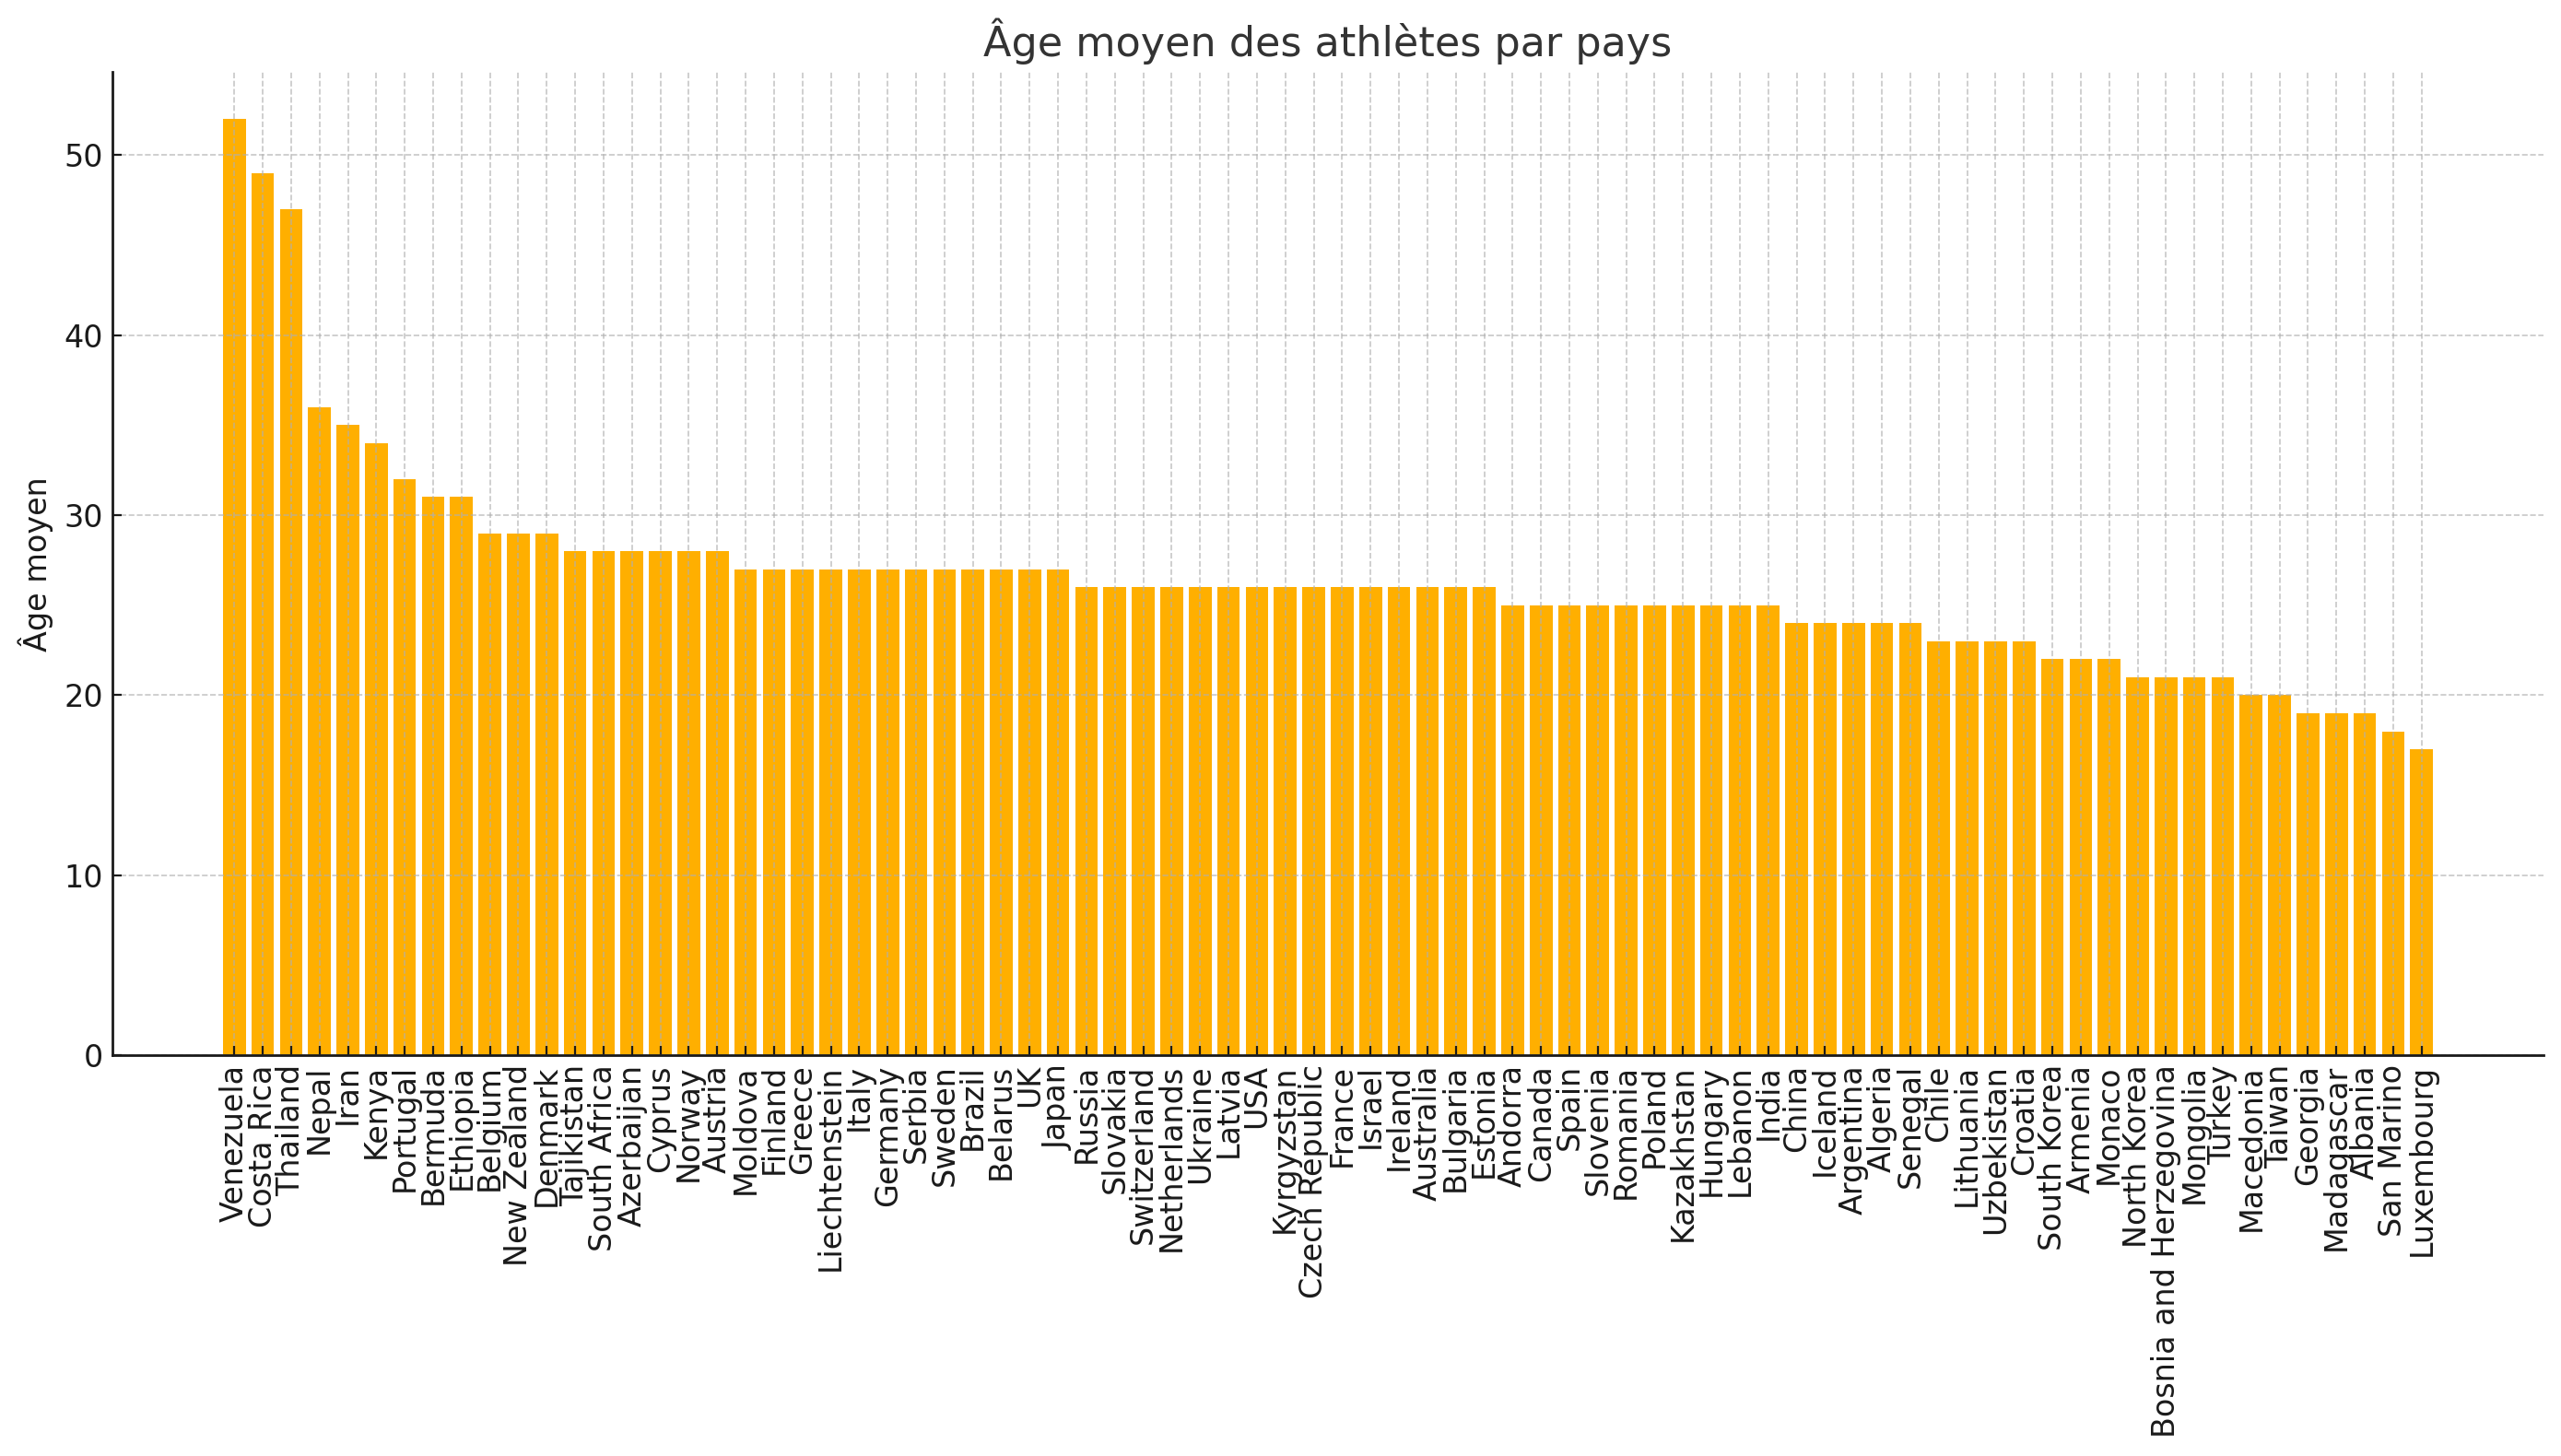 Âge moyen des athlètes par pays
Âge moyen
50
40
30
20
10
0
Venezuela
Costa Rica
Thailand
Nepal
Iran
Kenya
Portugal
Bermuda
Ethiopia
Belgium
New Zealand
Denmark
Tajikistan
South Africa
Azerbaijan
Cyprus
Norway
Austria
Moldova
Finland
Greece
Liechtenstein
Italy
Germany
Serbia
Sweden
Brazil
Belarus
UK
Japan
Russia
Slovakia
Switzerland
Netherlands
Ukraine
Latvia
USA
Kyrgyzstan
Czech Republic
France
Israel
Ireland
Australia
Bulgaria
Estonia
Andorra
Canada
Spain
Slovenia
Romania
Poland
Kazakhstan
Hungary
Lebanon
India
China
Iceland
Argentina
Algeria
Senegal
Chile
Lithuania
Uzbekistan
Croatia
South Korea
Armenia
Monaco
North Korea
Bosnia and Herzegovina
Mongolia
Turkey
Macedonia
Taiwan
Georgia
Madagascar
Albania
San Marino
Luxembourg